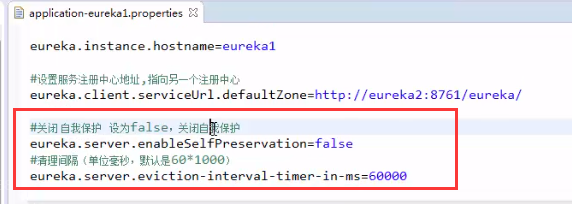 application-eureka1.properties
eureka.instance.hostname=eureka1
#设置服务注册中心地址,指向另一个注册中心
eureka.client.serviceUrl.defaultZone=http://eureka2:8761/eureka/
#关闭自我保护 设为false，关闭自我保护
eureka.server.enableSelfPreservation=false
#清理间隔（单位毫秒，默认是60*1000）
eureka.server.eviction-interval-timer-in-ms=60000